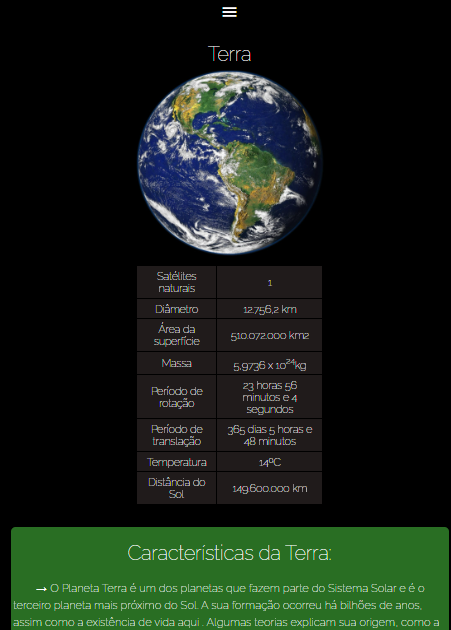 Terra
Satélites
naturais
1
Diâmetro
12.756,2 km
Área da
superfície
510.072.000 km2
Massa
5,9736 x 10²⁴kg
Período de
rotação
23 horas 56
minutos e 4
segundos
Período de
translação
365 dias 5 horas e
48 minutos
Temperatura
14ºC
Distância do
Sol
149.600.000 km
Características da Terra:
→ O Planeta Terra é um dos planetas que fazem parte do Sistema Solar e é o
terceiro planeta mais próximo do Sol. A sua formação ocorreu há bilhões de anos,
assim como a existência de vida aqui . Algumas teorias explicam sua origem, como a